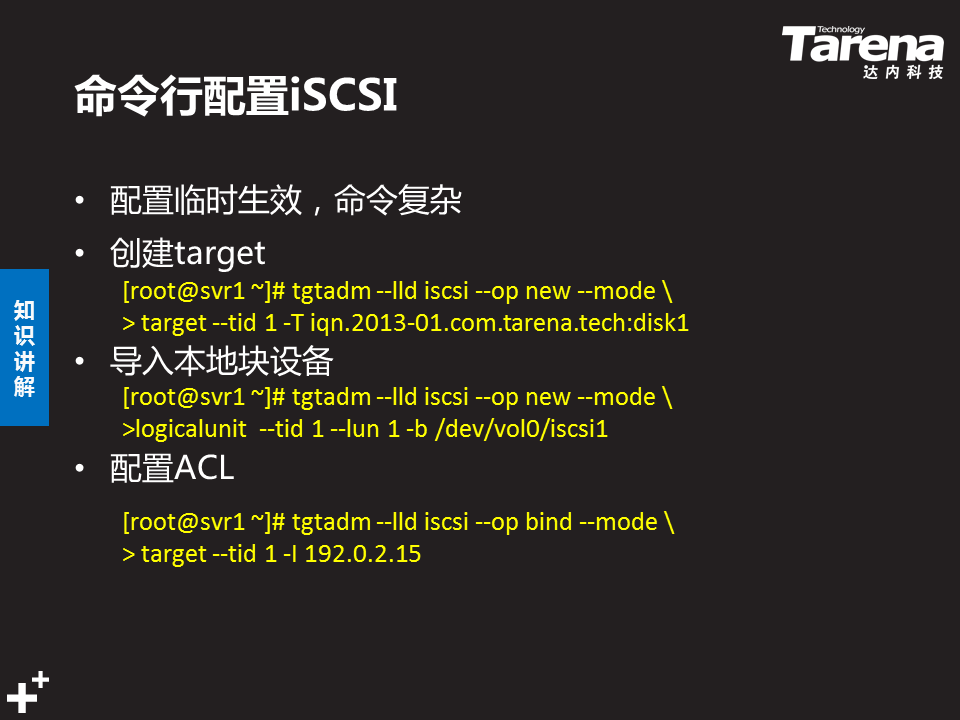 Technology
Tarena
达内科技
命令行配置iSCSI
• 配置临时生效，命令复杂
• 创建target
[root@svr1 ~]# tgtadm --lld iscsi --op new --mode \
> target --tid 1 -T iqn.2013-01.com.tarena.tech:disk1
• 导入本地块设备
[root@svr1 ~]# tgtadm --lld iscsi --op new --mode \
>logicalunit  --tid 1 --lun 1 -b /dev/vol0/iscsi1
• 配置ACL
[root@svr1 ~]# tgtadm --lld iscsi --op bind --mode \
> target --tid 1 -I 192.0.2.15
知识讲解